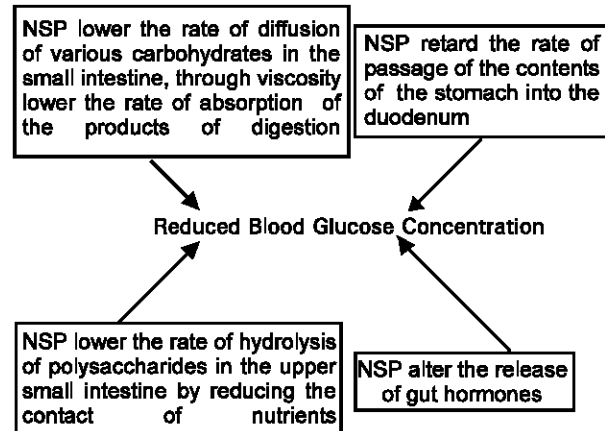 NSP lower the rate of diffusion
of various carbohydrates in the
small intestine, through viscosity
lower the rate of absorption of
the products of digestion
NSP retard the rate of
passage of the contents
of the stomach into the
duodenum
Reduced Blood Glucose Concentration
NSP lower the rate of hydrolysis
of polysaccharides in the upper
small intestine by reducing the
contact of nutrients
NSP alter the release
of gut hormones